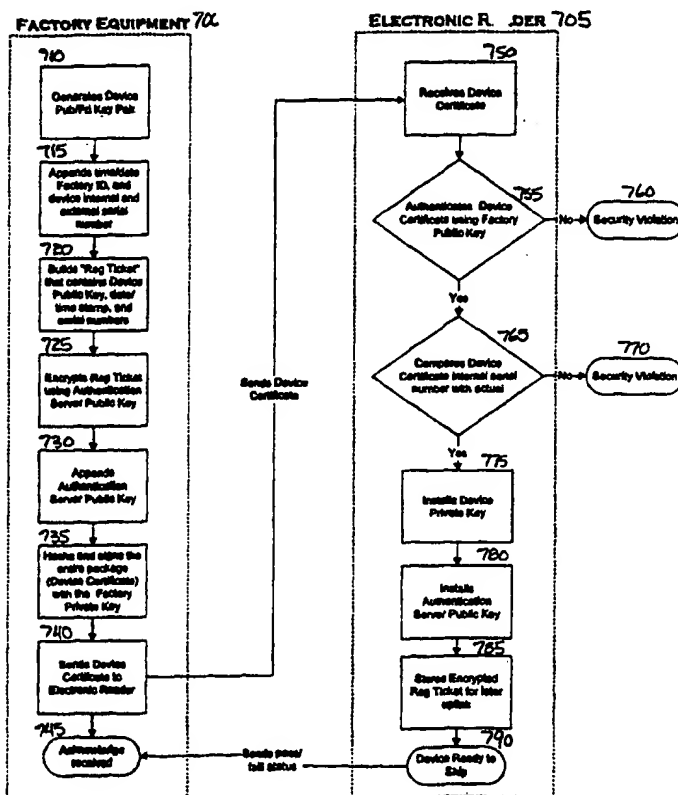 FACTORY EQUIPMENT 70
710
Generates Device
Pub/Pri Key Pair
715
Appends time/date
Factory ID, and
device internal and
external serial
number
720
Builds "Reg Ticket"
that contains Device
Public Key, date/
time stamp, and
serial numbers
725
Encrypts Reg Ticket
using Authentication
Server Public Key
730
Appends
Authentication
Server Public Key
735
Hashs and signs the
entire package
(Device Certificate)
with the Factory
Private Key
740
Sends Device
Certificate to
Electronic Reader
745
Acknowledge
received
Sends Device
Certificate
Sends pass/
fail status
ELECTRONIC R DER 705
750
Receives Device
Certificate
755
Authenticates Device
Certificate using Factory
Public Key
No
760
Security Violation
Yes
765
Compares Device
Certificate internal serial
number with actual
No
770
Security Violation
Yes
775
Installs Device
Private Key
780
Installs
Authentication
Server Public Key
785
Stores Encrypted
Reg Ticket for later
uplink
790
Device Ready to
Ship